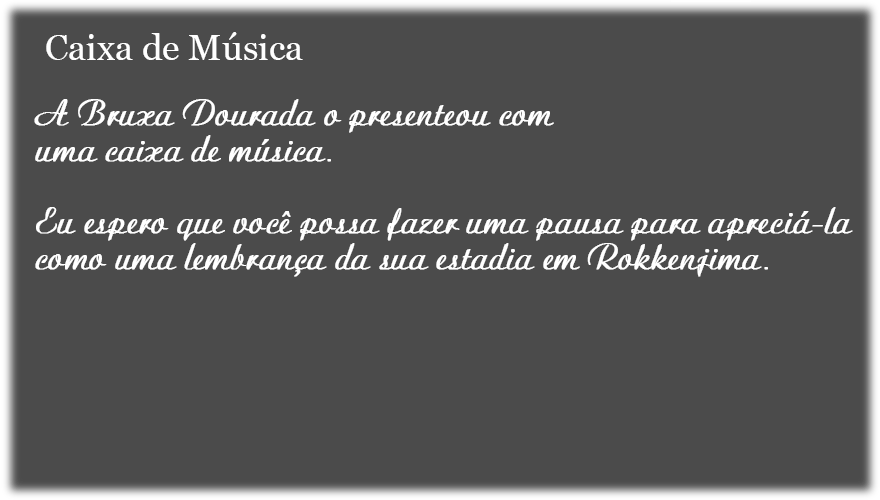 Caixa de Música
A Bruxa Dourada o presenteou com
uma caixa de música.
Eu espero que você possa fazer uma pausa para apreciá-la
como uma lembrança da sua estadia em Rokkenjima.